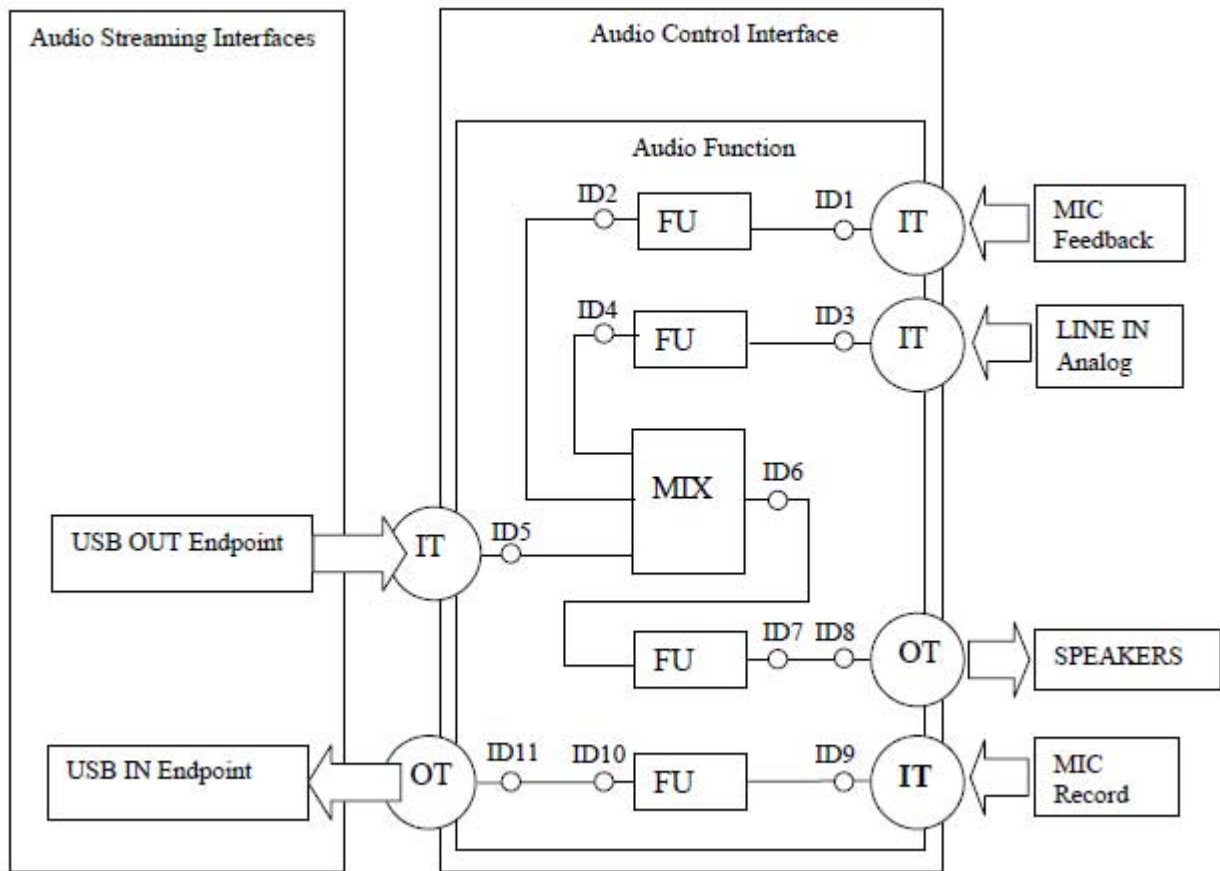 Audio Streaming Interfaces
Audio Control Interface
Audio Function
ID2
FU
ID1
IT
MIC
Feedback
ID4
FU
ID3
IT
LINE IN
Analog
MIX
ID6
USB OUT Endpoint
IT
ID5
FU
ID7
ID8
OT
SPEAKERS
USB IN Endpoint
OT
ID11
ID10
FU
ID9
IT
MIC
Record